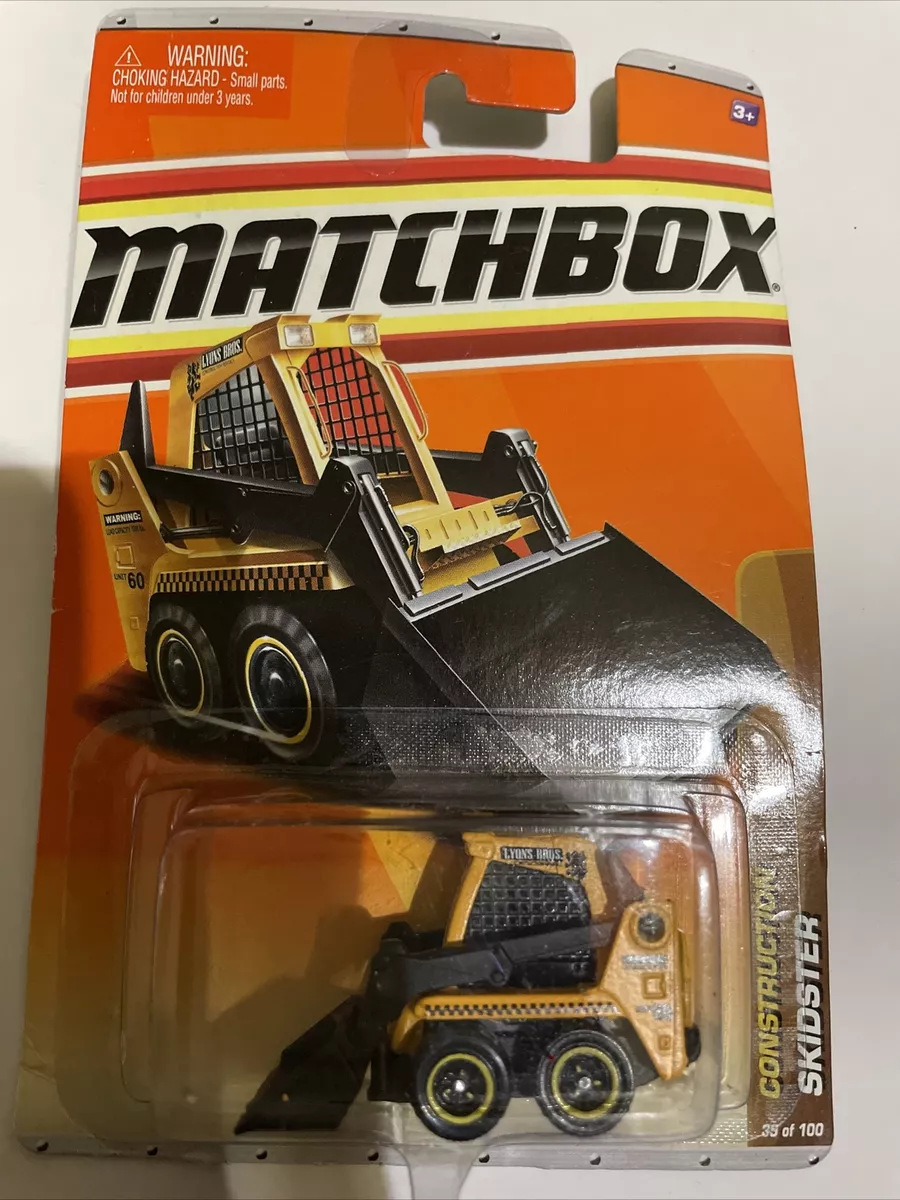 WARNING:
CHOKING HAZARD - Small parts.
Not for children under 3 years.
3+
MATCHBOX®
LYONS BROS.
WARNING:
UNIT 60
LYONS BROS.
CONSTRUCTION
SKIDSTER
35 of 100